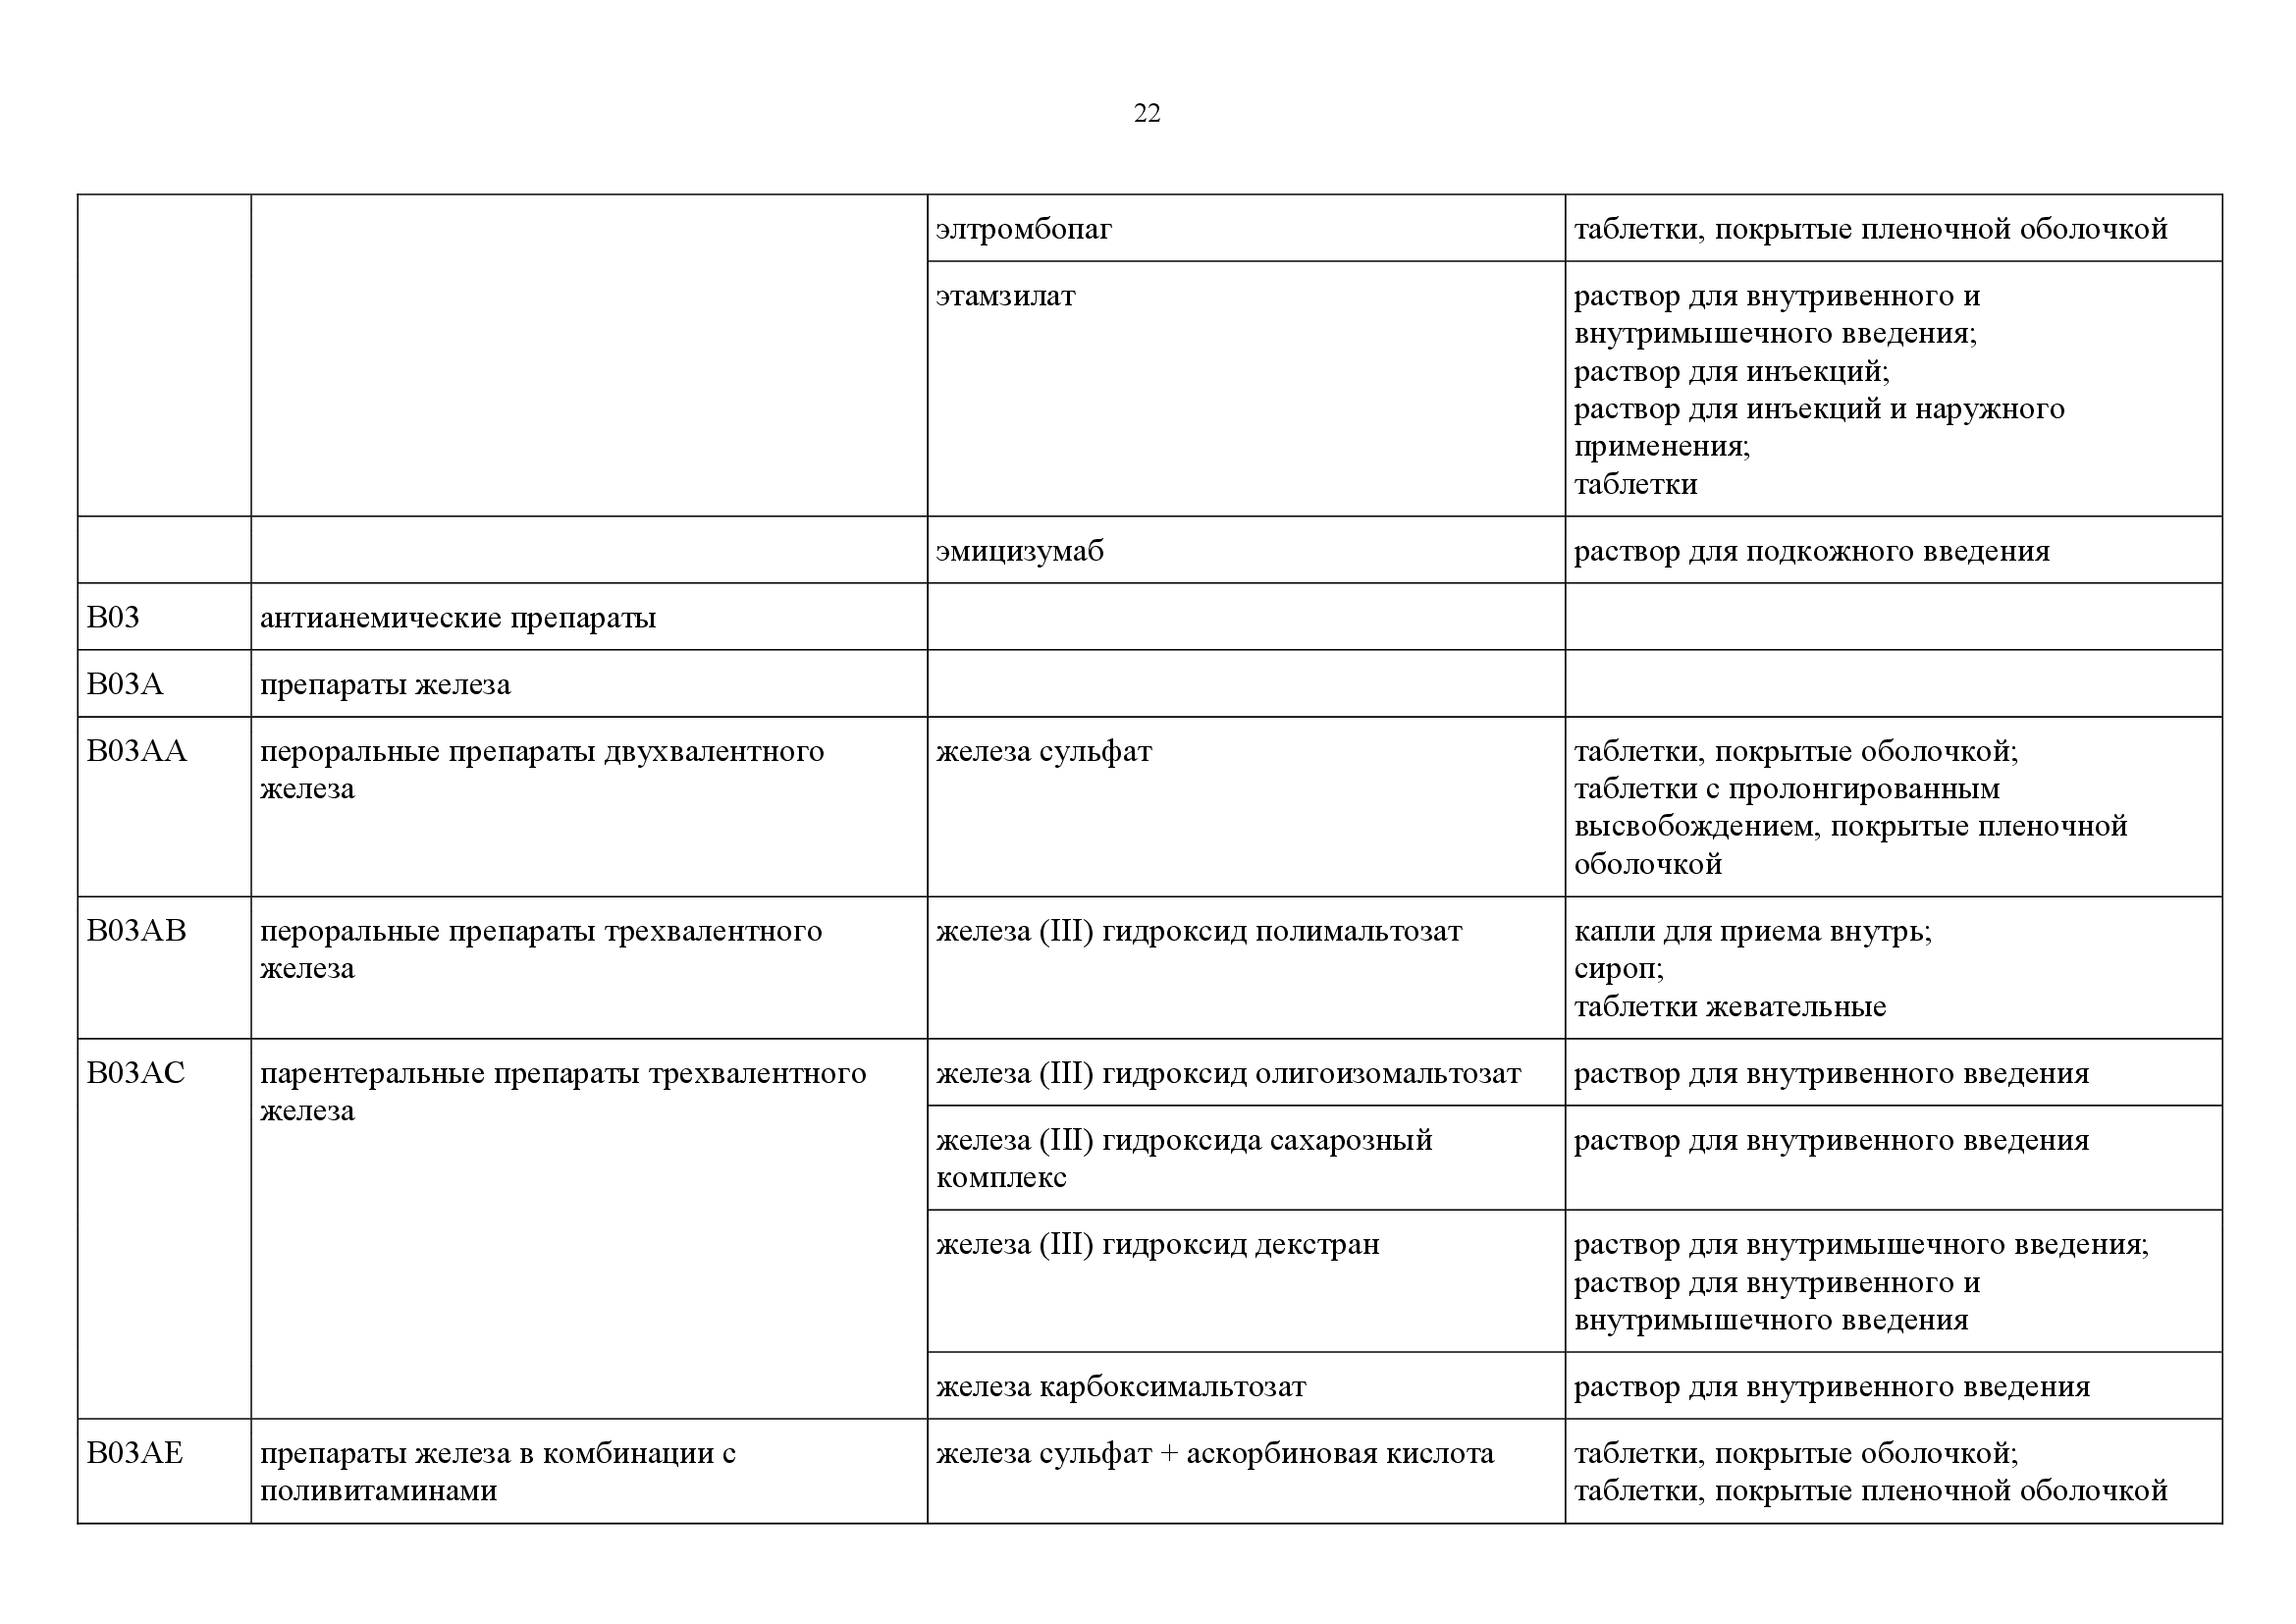 22
элтромбопаг
таблетки, покрытые пленочной оболочкой
этамзилат
раствор для внутривенного и
внутримышечного введения;
раствор для инъекций;
раствор для инъекций и наружного
применения;
таблетки
эмицизумаб
раствор для подкожного введения
B03
антианемические препараты
B03A
препараты железа
B03AA
пероральные препараты двухвалентного
железа
железа сульфат
таблетки, покрытые оболочкой;
таблетки с пролонгированным
высвобождением, покрытые пленочной
оболочкой
B03AB
пероральные препараты трехвалентного
железа
железа (III) гидроксид полимальтозат
капли для приема внутрь;
сироп;
таблетки жевательные
B03AC
парентеральные препараты трехвалентного
железа
железа (III) гидроксид олигоизомальтозат
раствор для внутривенного введения
железа (III) гидроксида сахарозный
комплекс
раствор для внутривенного введения
железа (III) гидроксид декстран
раствор для внутримышечного введения;
раствор для внутривенного и
внутримышечного введения
железа карбоксимальтозат
раствор для внутривенного введения
B03AE
препараты железа в комбинации с
поливитаминами
железа сульфат + аскорбиновая кислота
таблетки, покрытые оболочкой;
таблетки, покрытые пленочной оболочкой